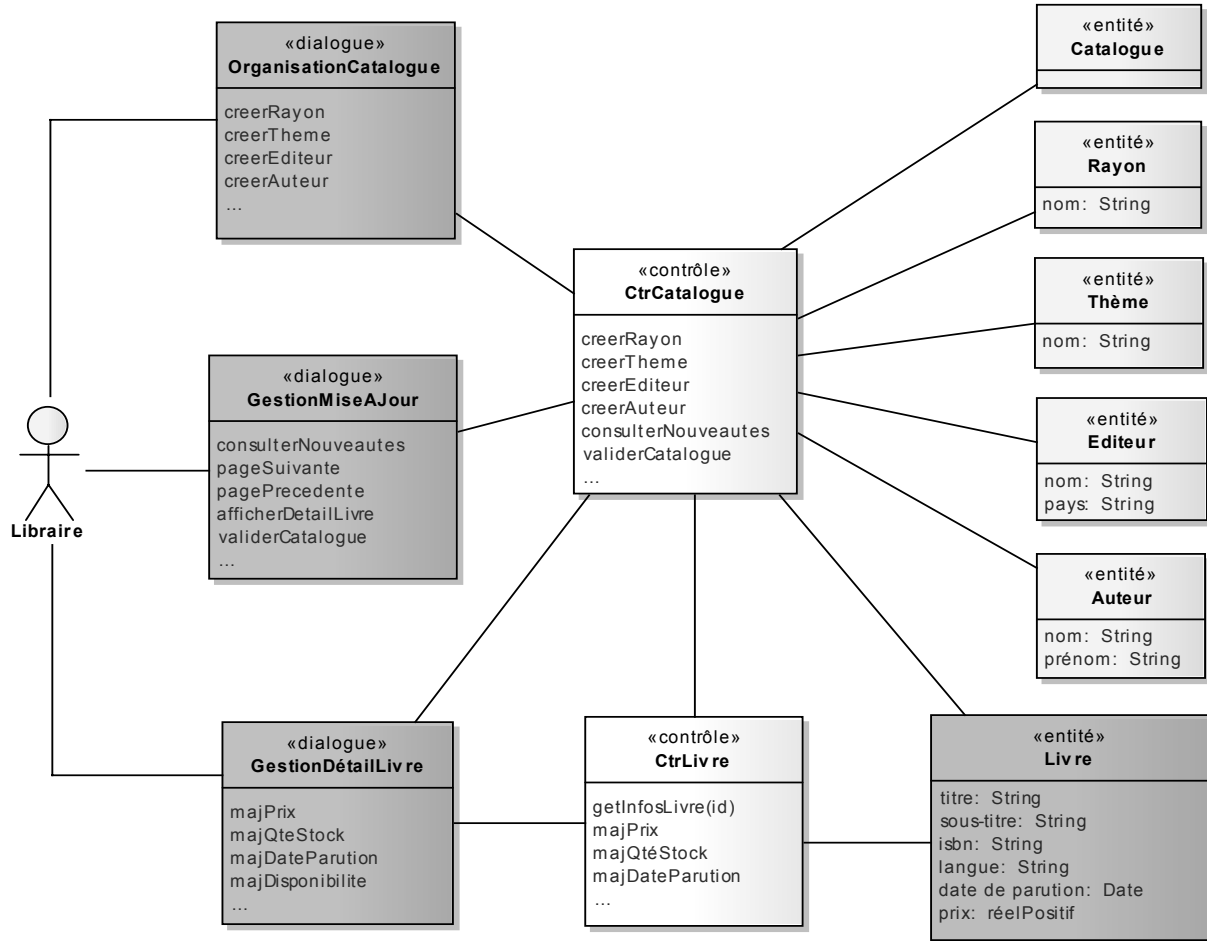 «dialogue»
OrganisationCatalogue
creerRayon
creerTheme
creerEditeur
creerAuteur
...
«entité»
Catalogue
«entité»
Rayon
nom: String
«entité»
Thème
nom: String
«contrôle»
CtrCatalogue
creerRayon
creerTheme
creerEditeur
creerAuteur
consulterNouveautes
validerCatalogue
...
«dialogue»
GestionMiseAJour
consulterNouveautes
pageSuivante
pagePrecedente
afficherDetailLivre
validerCatalogue
...
Libraire
«entité»
Editeur
nom: String
pays: String
«entité»
Auteur
nom: String
prénom: String
«dialogue»
GestionDétailLivre
majPrix
majQteStock
majDateParution
majDisponibilite
...
«contrôle»
CtrLivre
getInfosLivre(id)
majPrix
majQtéStock
majDateParution
...
«entité»
Livre
titre: String
sous-titre: String
isbn: String
langue: String
date de parution: Date
prix: réelPositif